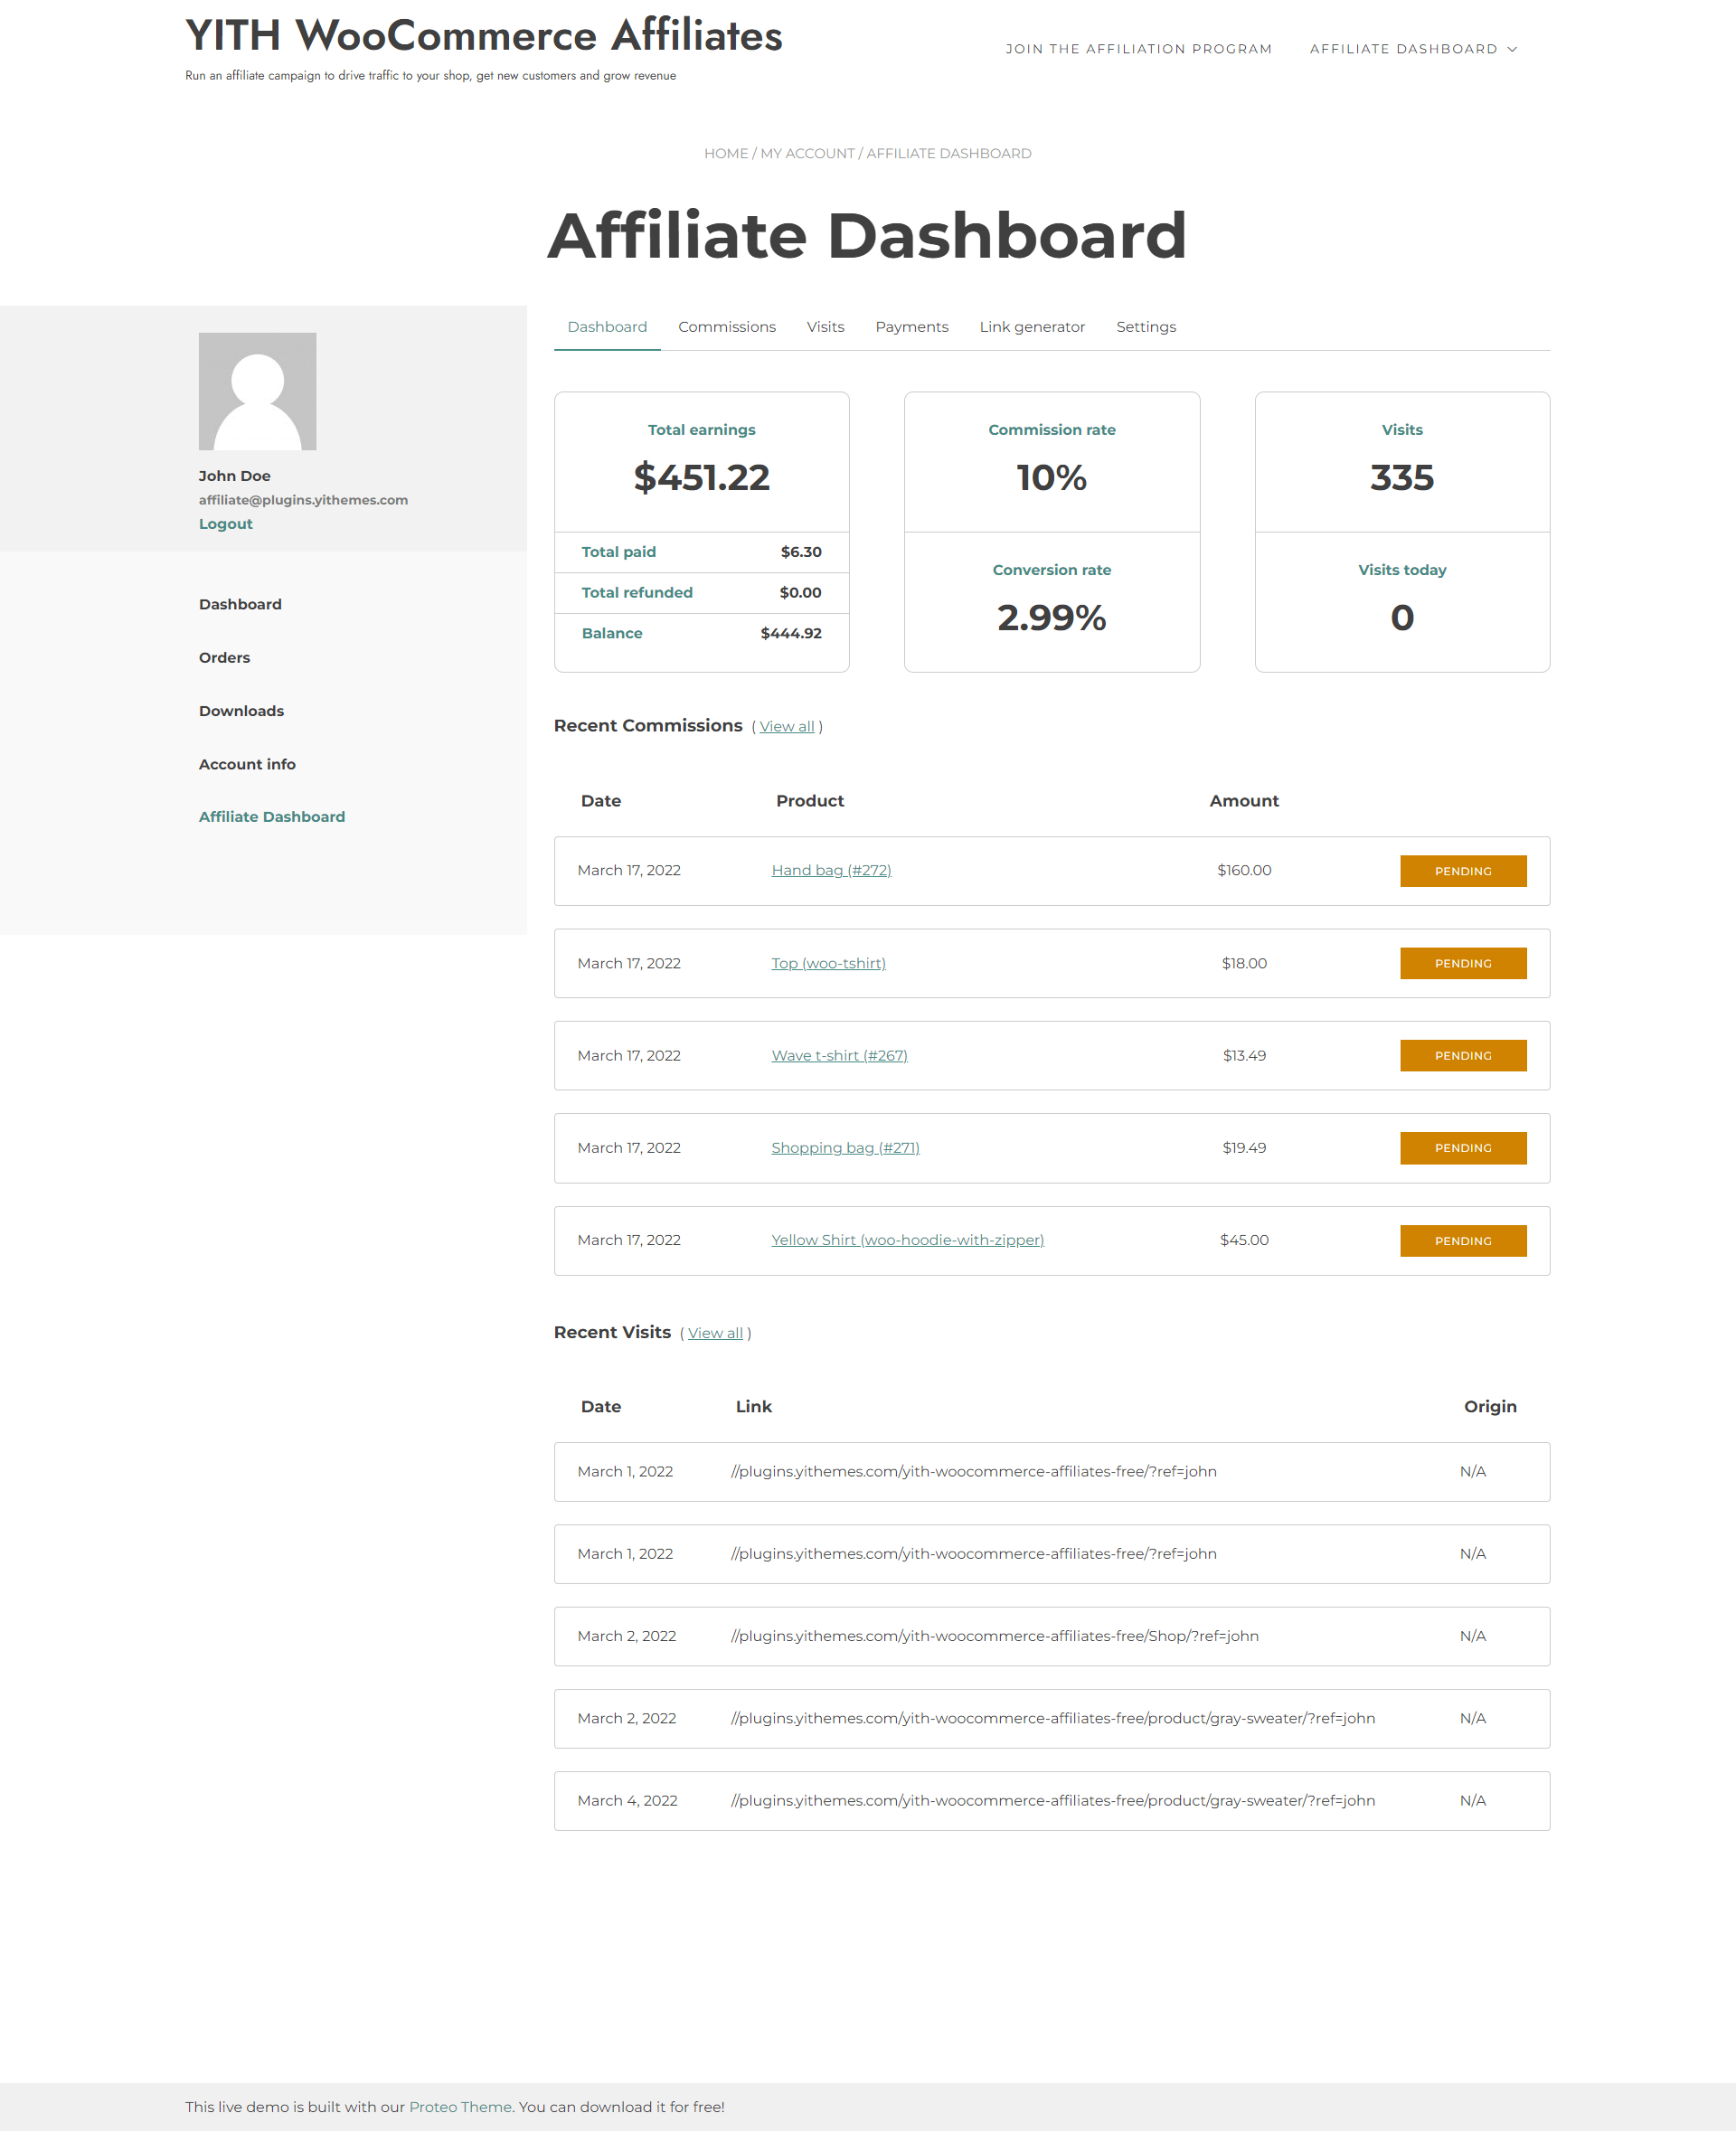 YITH WooCommerce Affiliates
Run an affiliate campaign to drive traffic to your shop, get new customers and grow revenue
JOIN THE AFFILIATION PROGRAM AFFILIATE DASHBOARD
HOME / MY ACCOUNT / AFFILIATE DASHBOARD
Affiliate Dashboard
John Doe
affiliate@plugins.yithemes.com
Logout
Dashboard
Orders
Downloads
Account info
Affiliate Dashboard
Dashboard Commissions Visits Payments Link generator Settings
Total earnings
$451.22
Total paid $6.30
Total refunded $0.00
Balance $444.92
Commission rate
10%
Conversion rate
2.99%
Visits
335
Visits today
0
Recent Commissions ( View all )
Date Product Amount
March 17, 2022 Hand bag (#272) $160.00 PENDING
March 17, 2022 Top (woo-tshirt) $18.00 PENDING
March 17, 2022 Wave t-shirt (#267) $13.49 PENDING
March 17, 2022 Shopping bag (#271) $19.49 PENDING
March 17, 2022 Yellow Shirt (woo-hoodie-with-zipper) $45.00 PENDING
Recent Visits ( View all )
Date Link Origin
March 1, 2022 //plugins.yithemes.com/yith-woocommerce-affiliates-free/?ref=john N/A
March 1, 2022 //plugins.yithemes.com/yith-woocommerce-affiliates-free/?ref=john N/A
March 2, 2022 //plugins.yithemes.com/yith-woocommerce-affiliates-free/Shop/?ref=john N/A
March 2, 2022 //plugins.yithemes.com/yith-woocommerce-affiliates-free/product/gray-sweater/?ref=john N/A
March 4, 2022 //plugins.yithemes.com/yith-woocommerce-affiliates-free/product/gray-sweater/?ref=john N/A
This live demo is built with our Proteo Theme. You can download it for free!